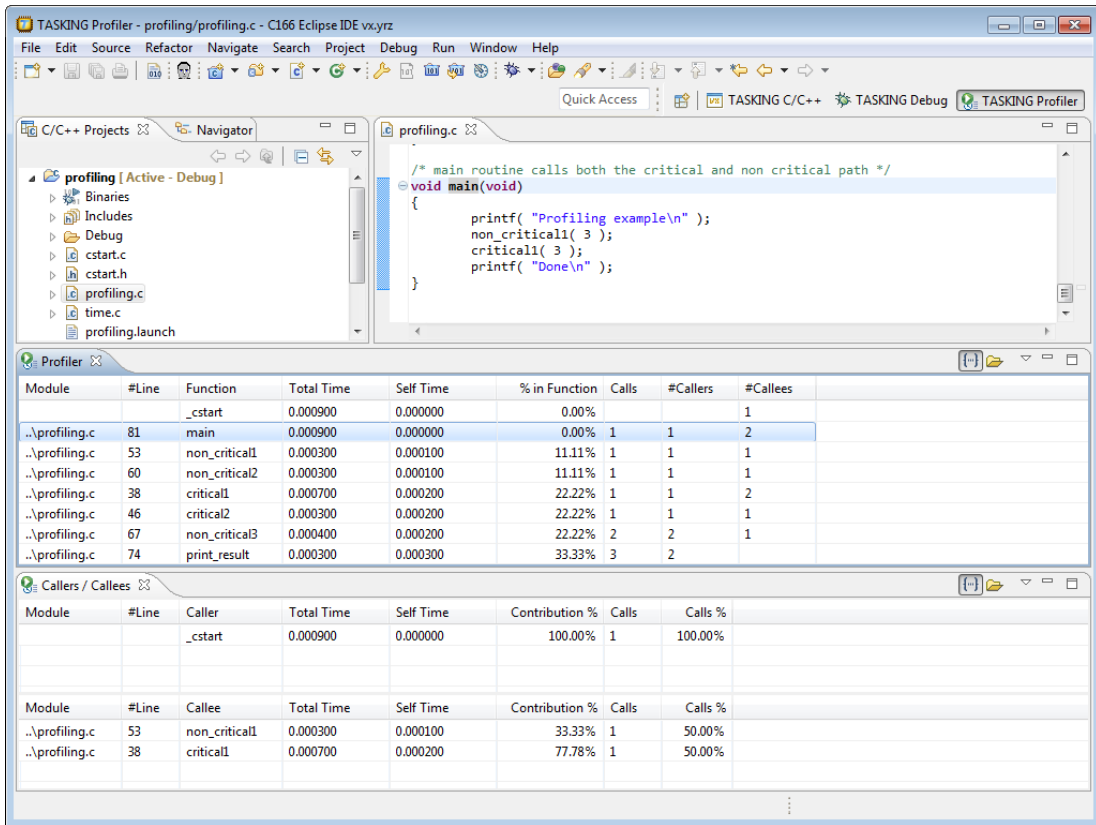 TASKING Profiler - profiling/profiling.c - C166 Eclipse IDE vx.yrz
File Edit Source Refactor Navigate Search Project Debug Run Window Help
Quick Access TASKING C/C++ TASKING Debug TASKING Profiler
C/C++ Projects Navigator
profiling [ Active - Debug ]
Binaries
Includes
Debug
cstart.c
cstart.h
profiling.c
time.c
profiling.launch
profiling.c
/* main routine calls both the critical and non critical path */
void main(void)
{
printf( "Profiling example\n" );
non_critical1( 3 );
critical1( 3 );
printf( "Done\n" );
}
Profiler
Module #Line Function Total Time Self Time % in Function Calls #Callers #Callees
_cstart 0.000900 0.000000 0.00% 1
..\profiling.c 81 main 0.000900 0.000000 0.00% 1 1 2
..\profiling.c 53 non_critical1 0.000300 0.000100 11.11% 1 1 1
..\profiling.c 60 non_critical2 0.000300 0.000100 11.11% 1 1 1
..\profiling.c 38 critical1 0.000700 0.000200 22.22% 1 1 2
..\profiling.c 46 critical2 0.000300 0.000200 22.22% 1 1 1
..\profiling.c 67 non_critical3 0.000400 0.000200 22.22% 2 2 1
..\profiling.c 74 print_result 0.000300 0.000300 33.33% 3 2
Callers / Callees
Module #Line Caller Total Time Self Time Contribution % Calls Calls %
_cstart 0.000900 0.000000 100.00% 1 100.00%
Module #Line Callee Total Time Self Time Contribution % Calls Calls %
..\profiling.c 53 non_critical1 0.000300 0.000100 33.33% 1 50.00%
..\profiling.c 38 critical1 0.000700 0.000200 77.78% 1 50.00%